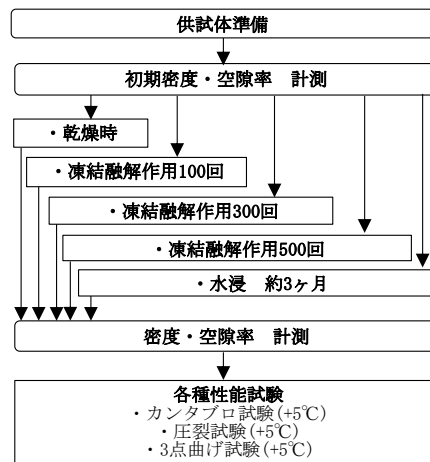 供試体準備
初期密度・空隙率　計測
・乾燥時
・凍結融解作用100回
・凍結融解作用300回
・凍結融解作用500回
・水浸　約3ヶ月
密度・空隙率　計測
各種性能試験
・カンタブロ試験(+5℃)
・圧裂試験(+5℃)
・3点曲げ試験(+5℃)